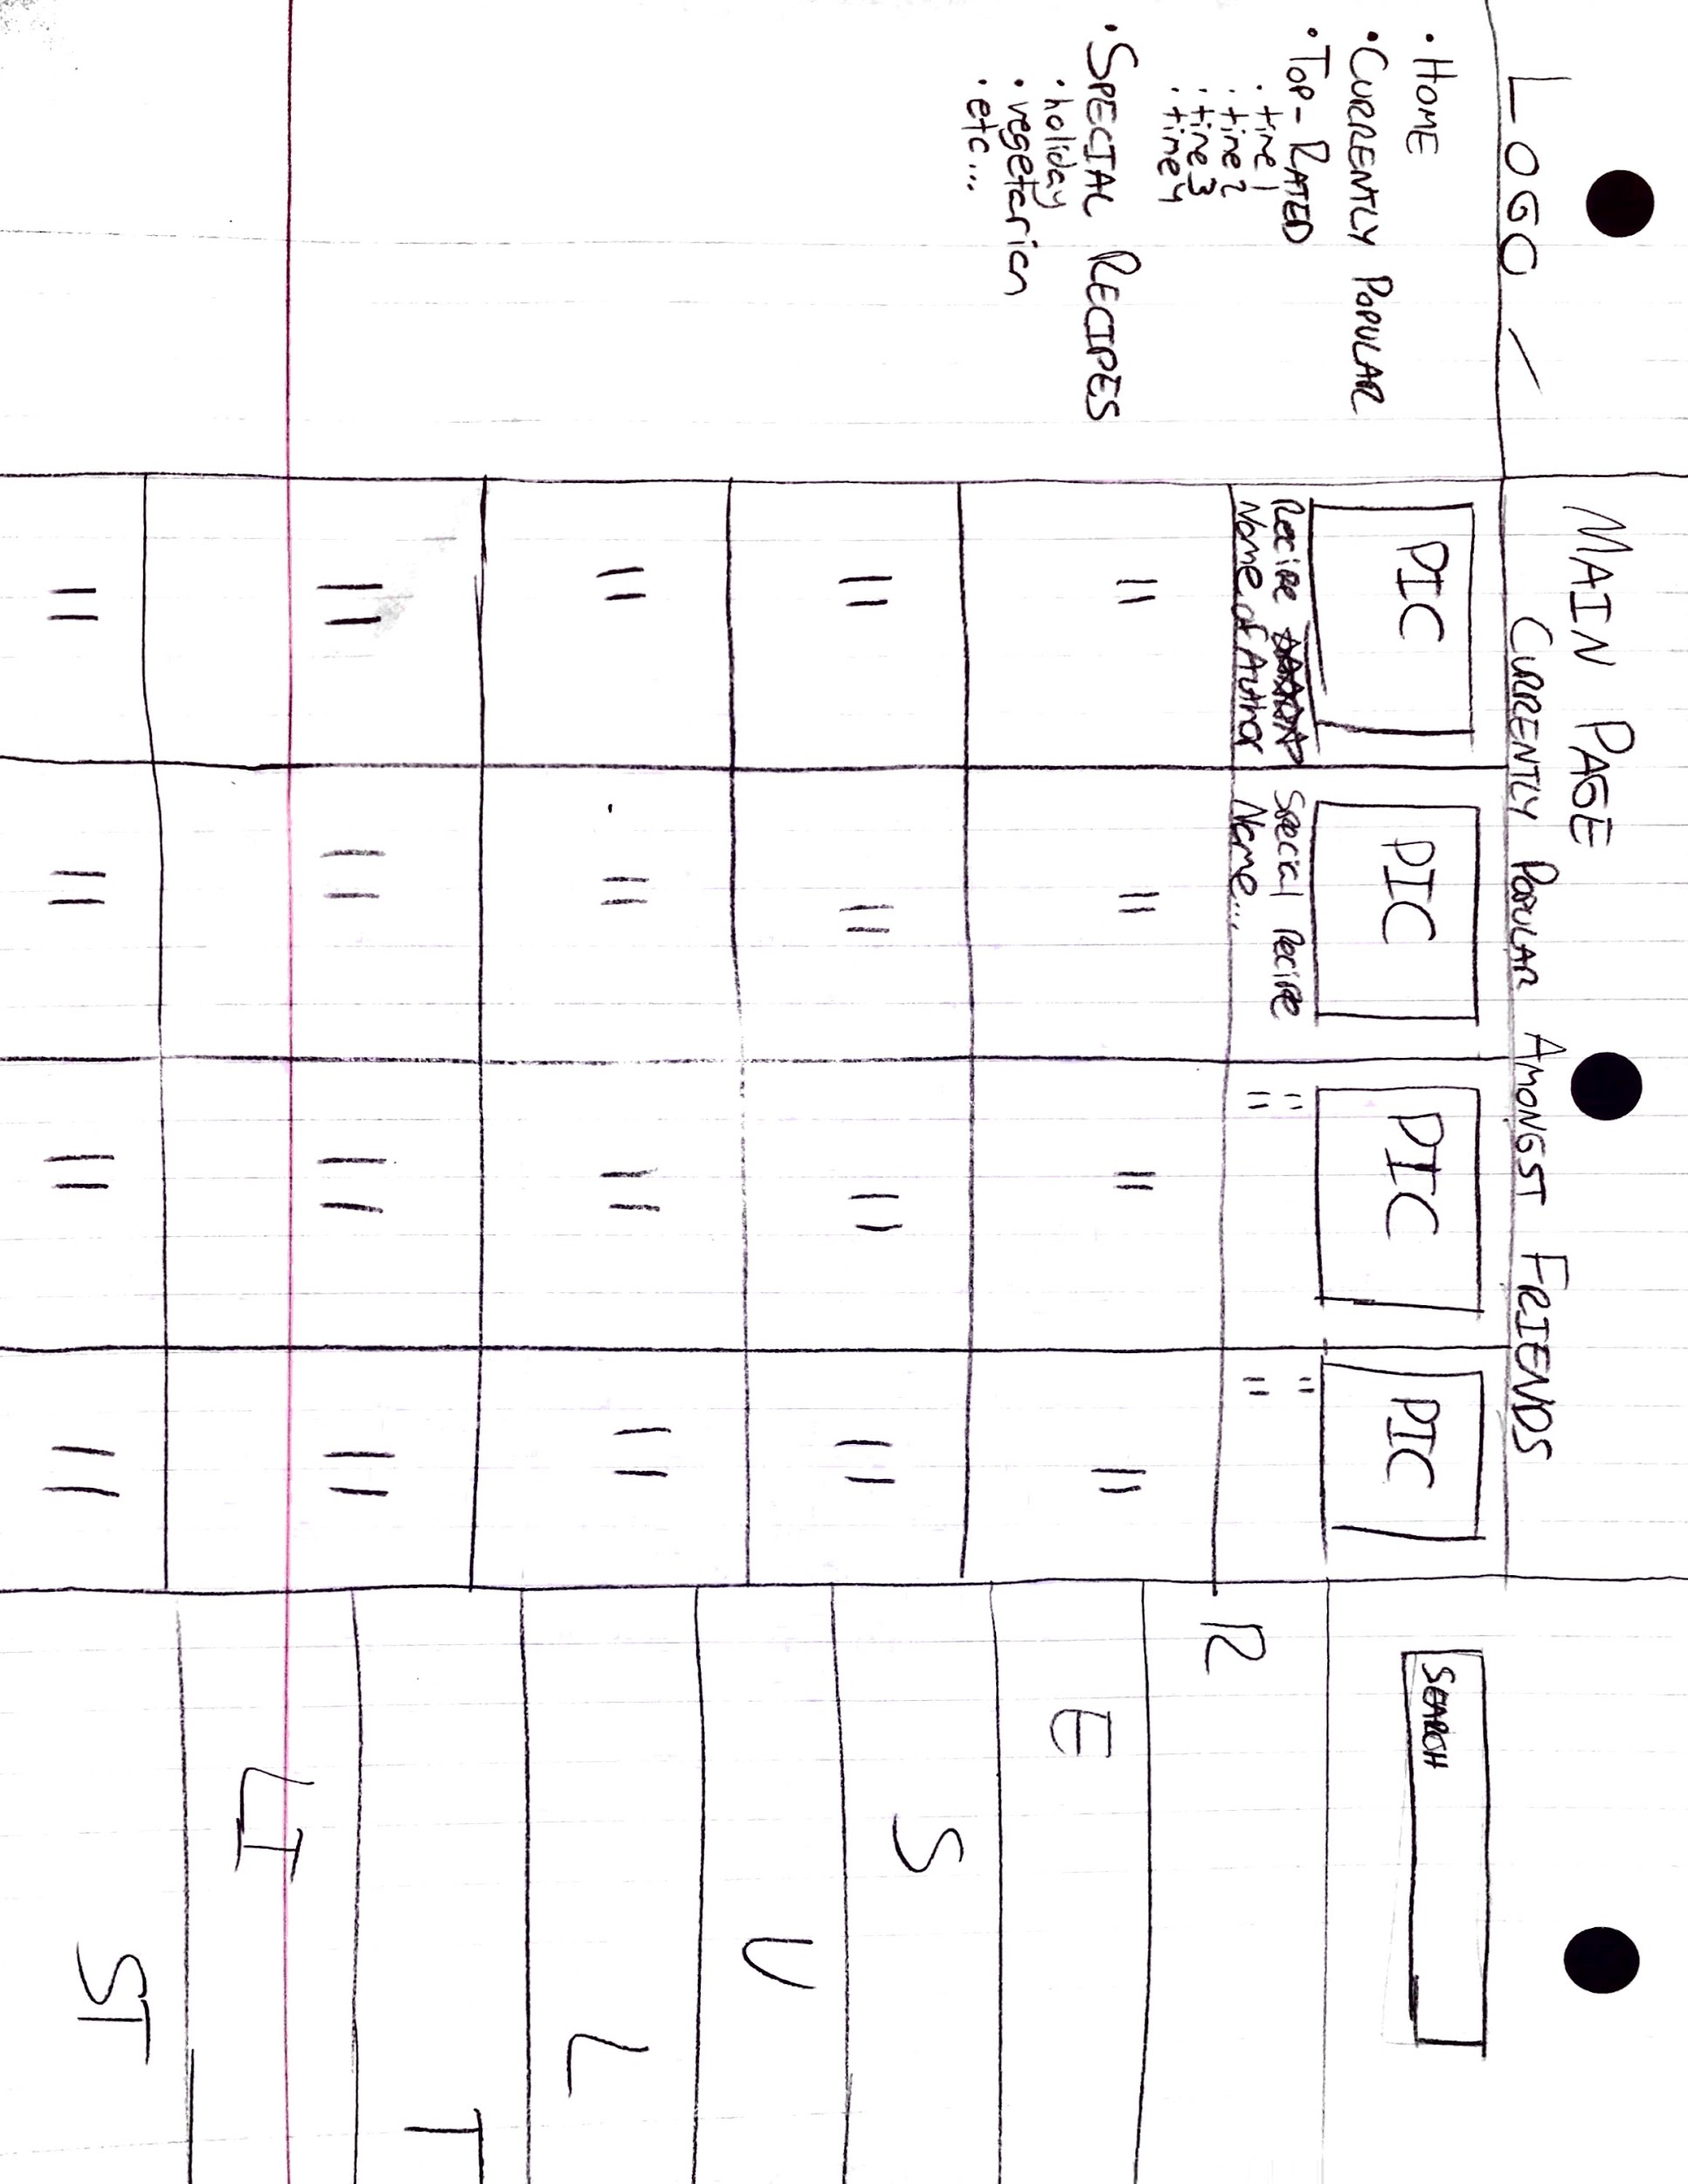 LOGO
• HOME
• CURRENTLY POPULAR
• TOP-RATED
• time 1
• time 2
• time 3
• time 4
• SPECIAL RECIPES
• holiday
• vegetarian
• etc...
MAIN PAGE
CURRENTLY POPULAR AMONGST FRIENDS
PIC PIC PIC PIC
Recipe
Name of Author
Special Recipe
Name...
" "
" "
" " " "
" " " "
" " " "
" " " "
" " " "
SEARCH
R
E
S
U
L
T
LI
ST